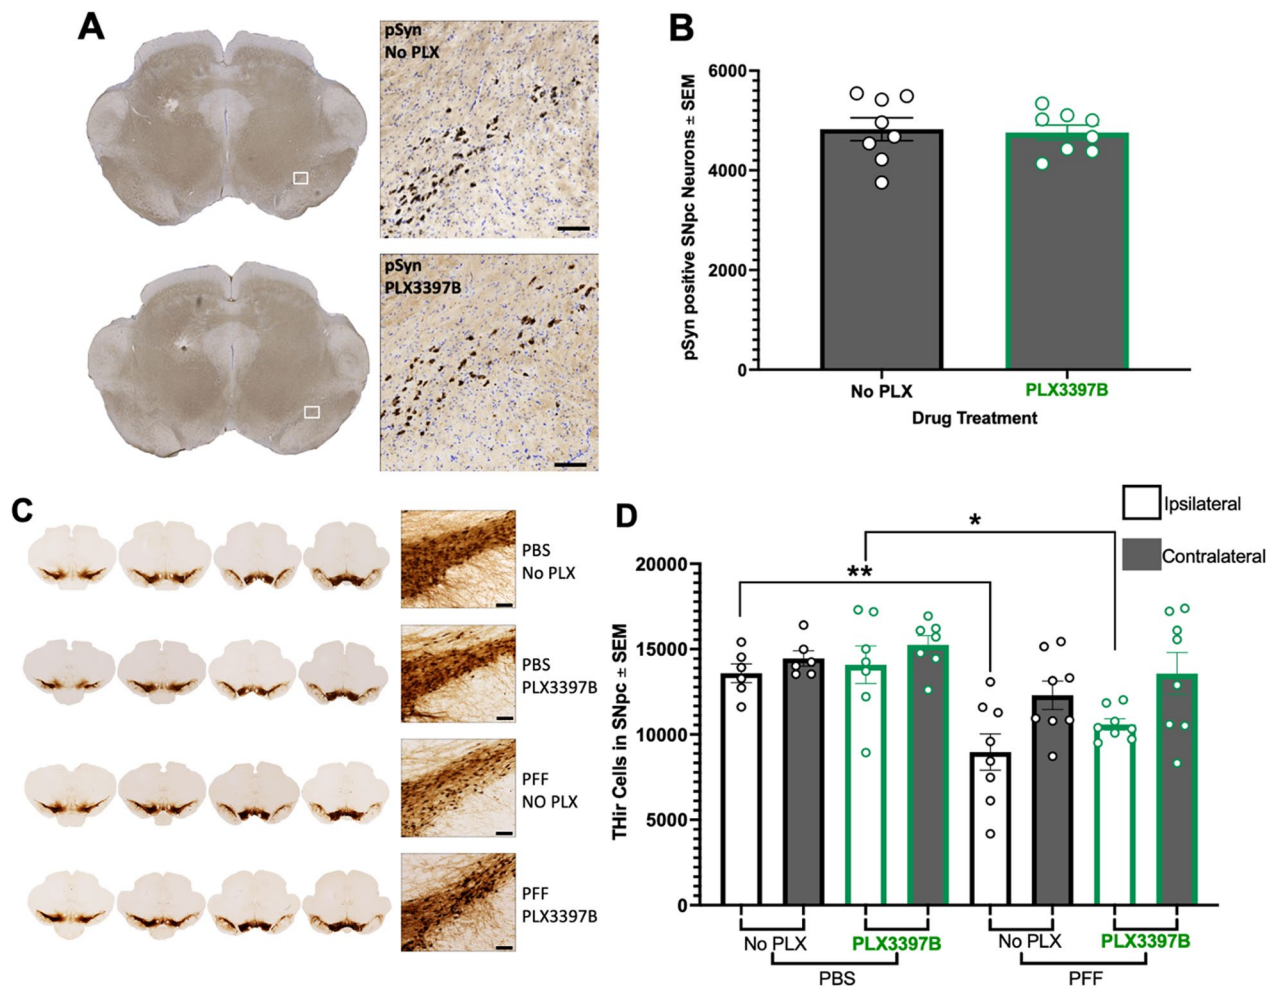 A
pSyn
No PLX
pSyn
PLX3397B
B
pSyn positive SNpc Neurons ± SEM
6000
4000
2000
0
No PLX
PLX3397B
Drug Treatment
C
PBS
No PLX
PBS
PLX3397B
PFF
NO PLX
PFF
PLX3397B
D
Ipsilateral
Contralateral
*
**
THir Cells in SNpc ± SEM
20000
15000
10000
5000
0
No PLX
PLX3397B
No PLX
PLX3397B
PBS
PFF